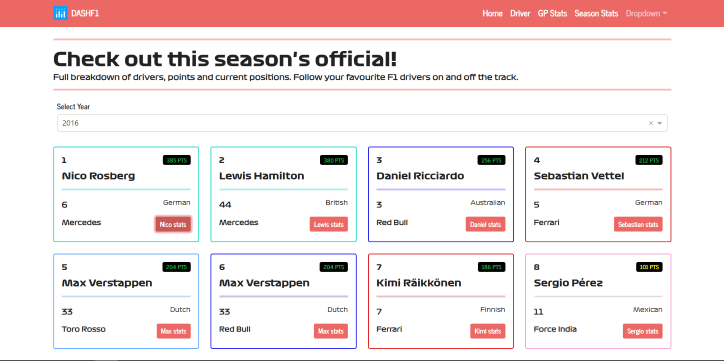 DASHF1
Home Driver GP Stats Season Stats Dropdown
Check out this season's official!
Full breakdown of drivers, points and current positions. Follow your favourite F1 drivers on and off the track.
Select Year
2016
1 385 PTS
Nico Rosberg
6 German
Mercedes Nico stats
2 380 PTS
Lewis Hamilton
44 British
Mercedes Lewis stats
3 256 PTS
Daniel Ricciardo
3 Australian
Red Bull Daniel stats
4 212 PTS
Sebastian Vettel
5 German
Ferrari Sebastian stats
5 204 PTS
Max Verstappen
33 Dutch
Toro Rosso Max stats
6 204 PTS
Max Verstappen
33 Dutch
Red Bull Max stats
7 186 PTS
Kimi Räikkönen
7 Finnish
Ferrari Kimi stats
8 101 PTS
Sergio Pérez
11 Mexican
Force India Sergio stats